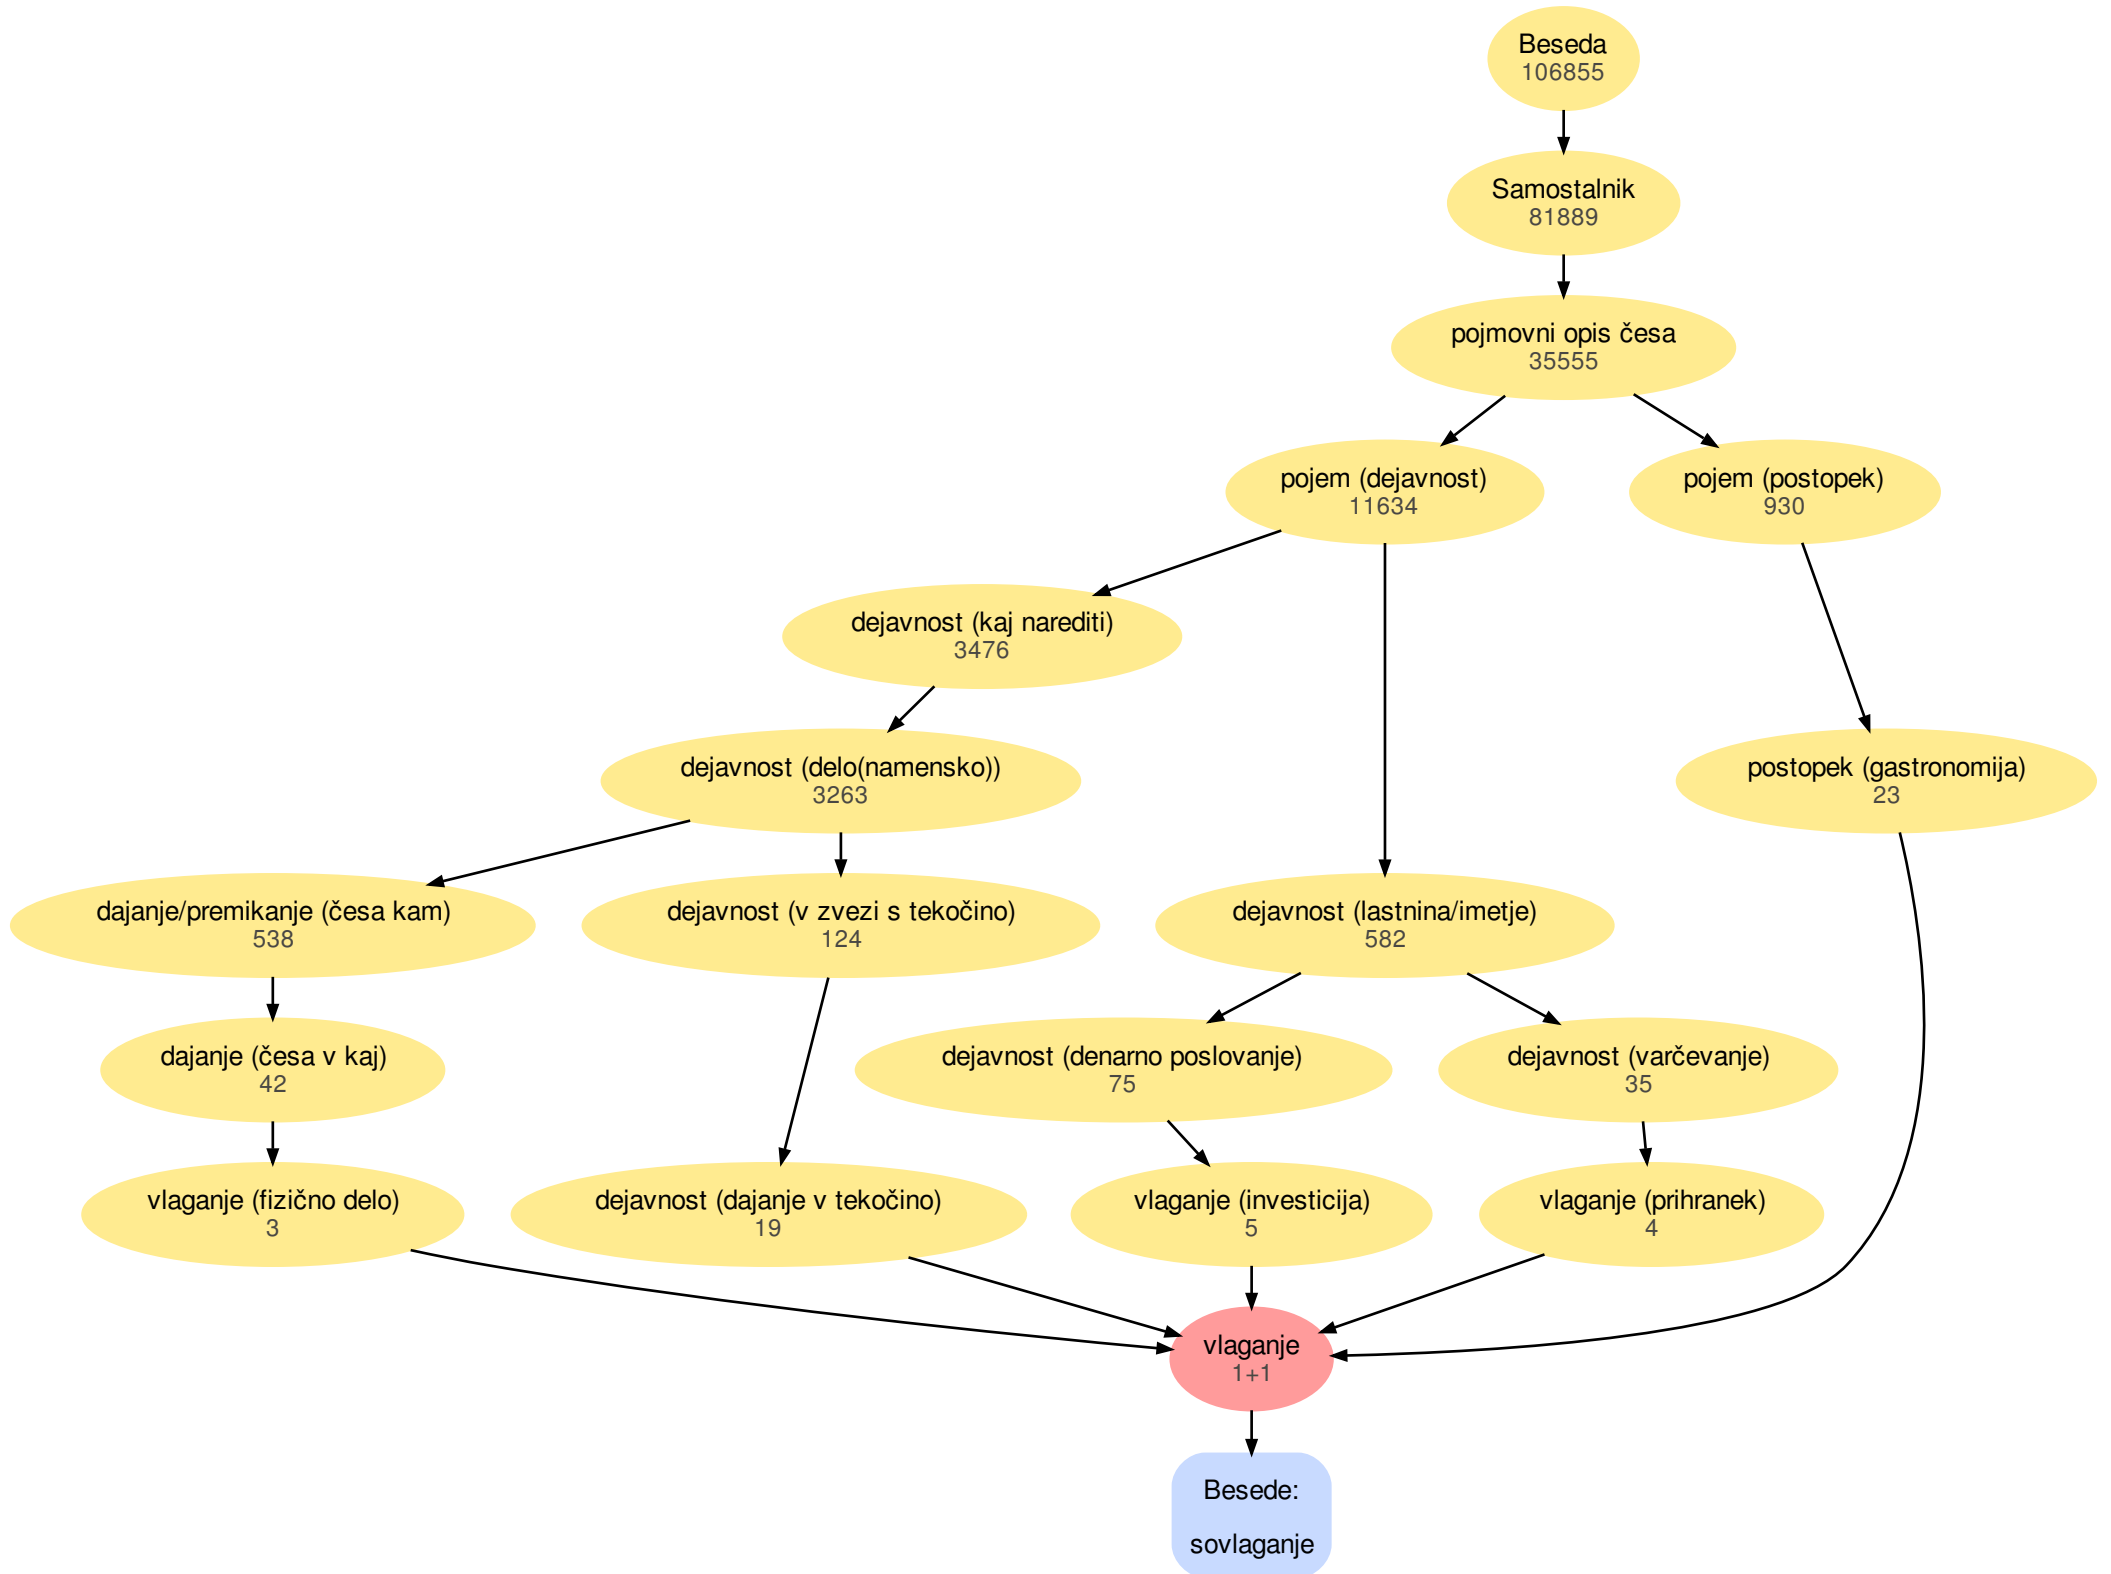 Beseda
106855
Samostalnik
81889
pojmovni opis česa
35555
pojem (dejavnost)
11634
pojem (postopek)
930
dejavnost (kaj narediti)
3476
dejavnost (delo(namensko))
3263
postopek (gastronomija)
23
dajanje/premikanje (česa kam)
538
dejavnost (v zvezi s tekočino)
124
dejavnost (lastnina/imetje)
582
dajanje (česa v kaj)
42
dejavnost (denarno poslovanje)
75
dejavnost (varčevanje)
35
vlaganje (fizično delo)
3
dejavnost (dajanje v tekočino)
19
vlaganje (investicija)
5
vlaganje (prihranek)
4
vlaganje
1+1
Besede:
sovlaganje